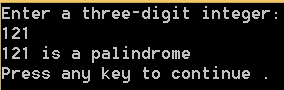 Enter a three-digit integer:
121
121 is a palindrome
Press any key to continue .